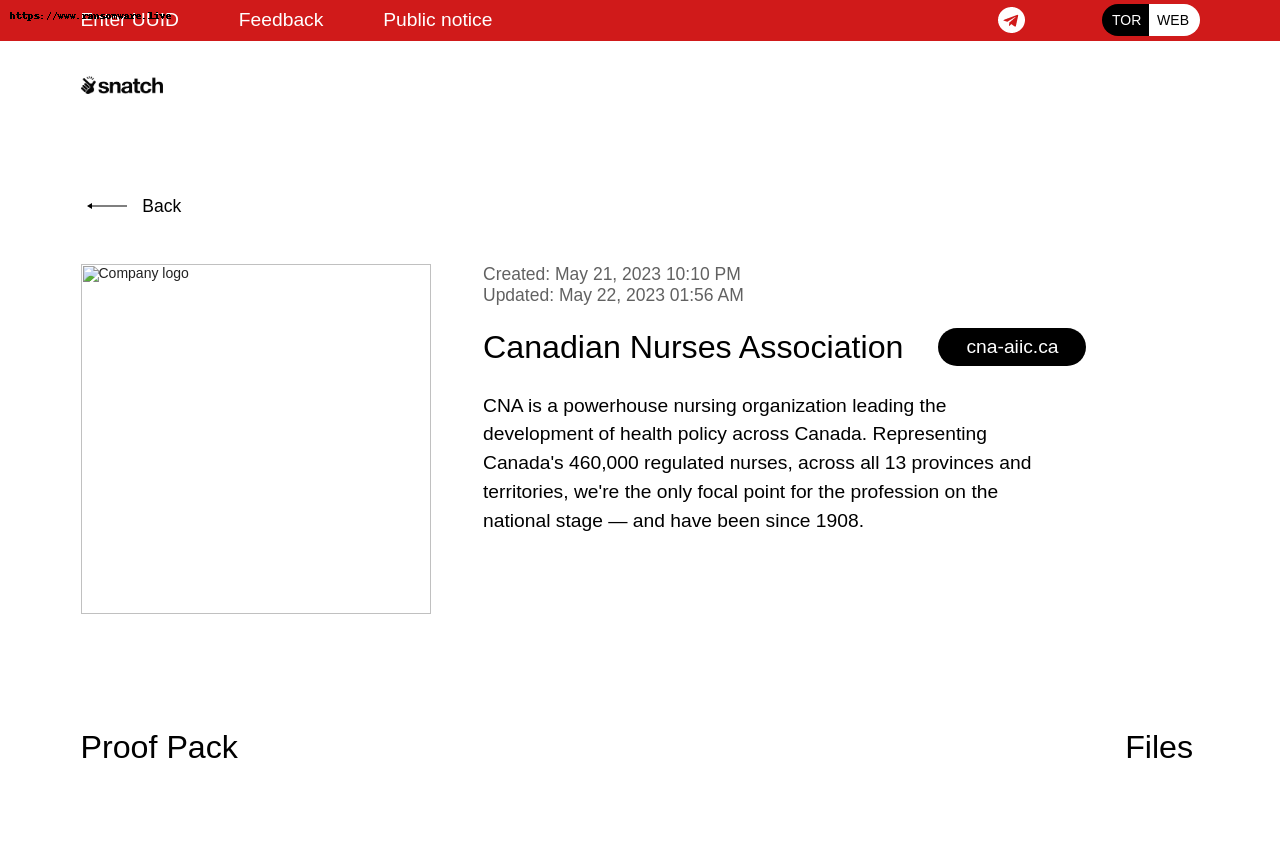 https://www.ransomware.live
Enter UUID
Feedback
Public notice
TOR
WEB
snatch
Back
Company logo
Created: May 21, 2023 10:10 PM
Updated: May 22, 2023 01:56 AM
Canadian Nurses Association
cna-aiic.ca
CNA is a powerhouse nursing organization leading the
development of health policy across Canada. Representing
Canada's 460,000 regulated nurses, across all 13 provinces and
territories, we're the only focal point for the profession on the
national stage — and have been since 1908.
Proof Pack
Files